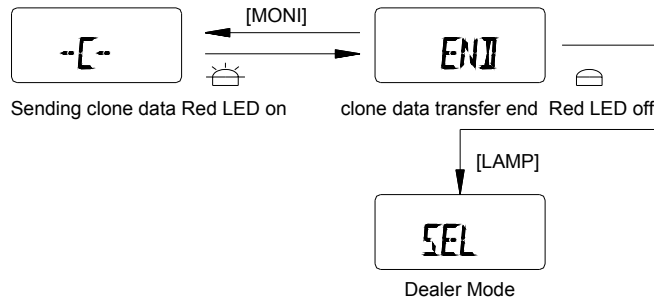 [MONI]
--C--
END
Sending clone data Red LED on
clone data transfer end Red LED off
[LAMP]
SEL
Dealer Mode